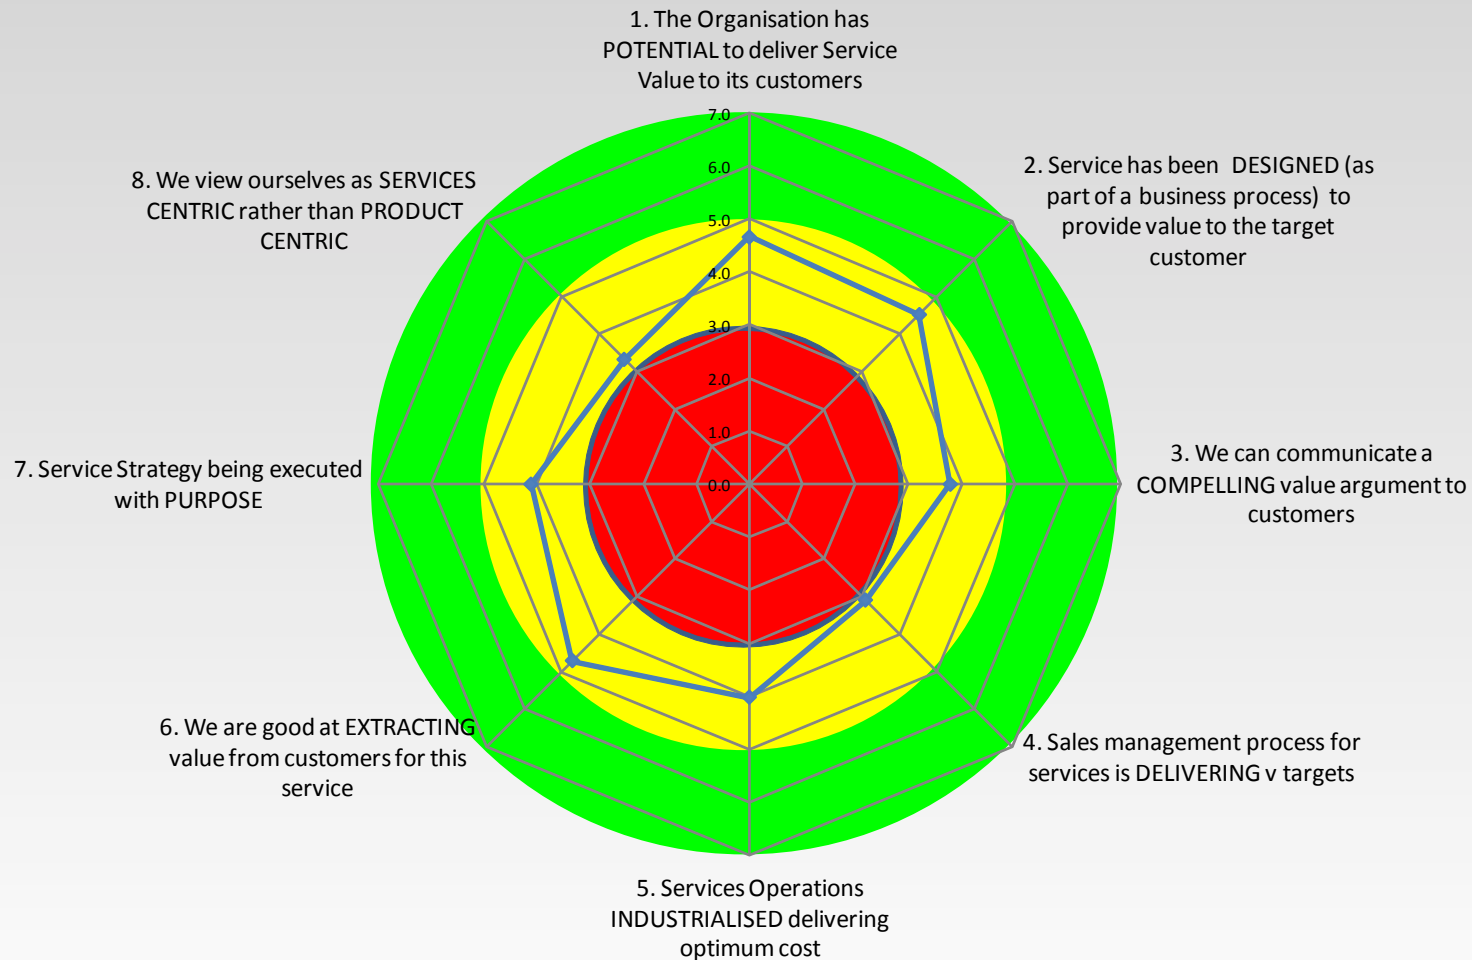 1. The Organisation has
POTENTIAL to deliver Service
Value to its customers
2. Service has been DESIGNED (as
part of a business process) to
provide value to the target
customer
3. We can communicate a
COMPELLING value argument to
customers
4. Sales management process for
services is DELIVERING v targets
5. Services Operations
INDUSTRIALISED delivering
optimum cost
6. We are good at EXTRACTING
value from customers for this
service
7. Service Strategy being executed
with PURPOSE
8. We view ourselves as SERVICES
CENTRIC rather than PRODUCT
CENTRIC
7.0
6.0
5.0
4.0
3.0
2.0
1.0
0.0